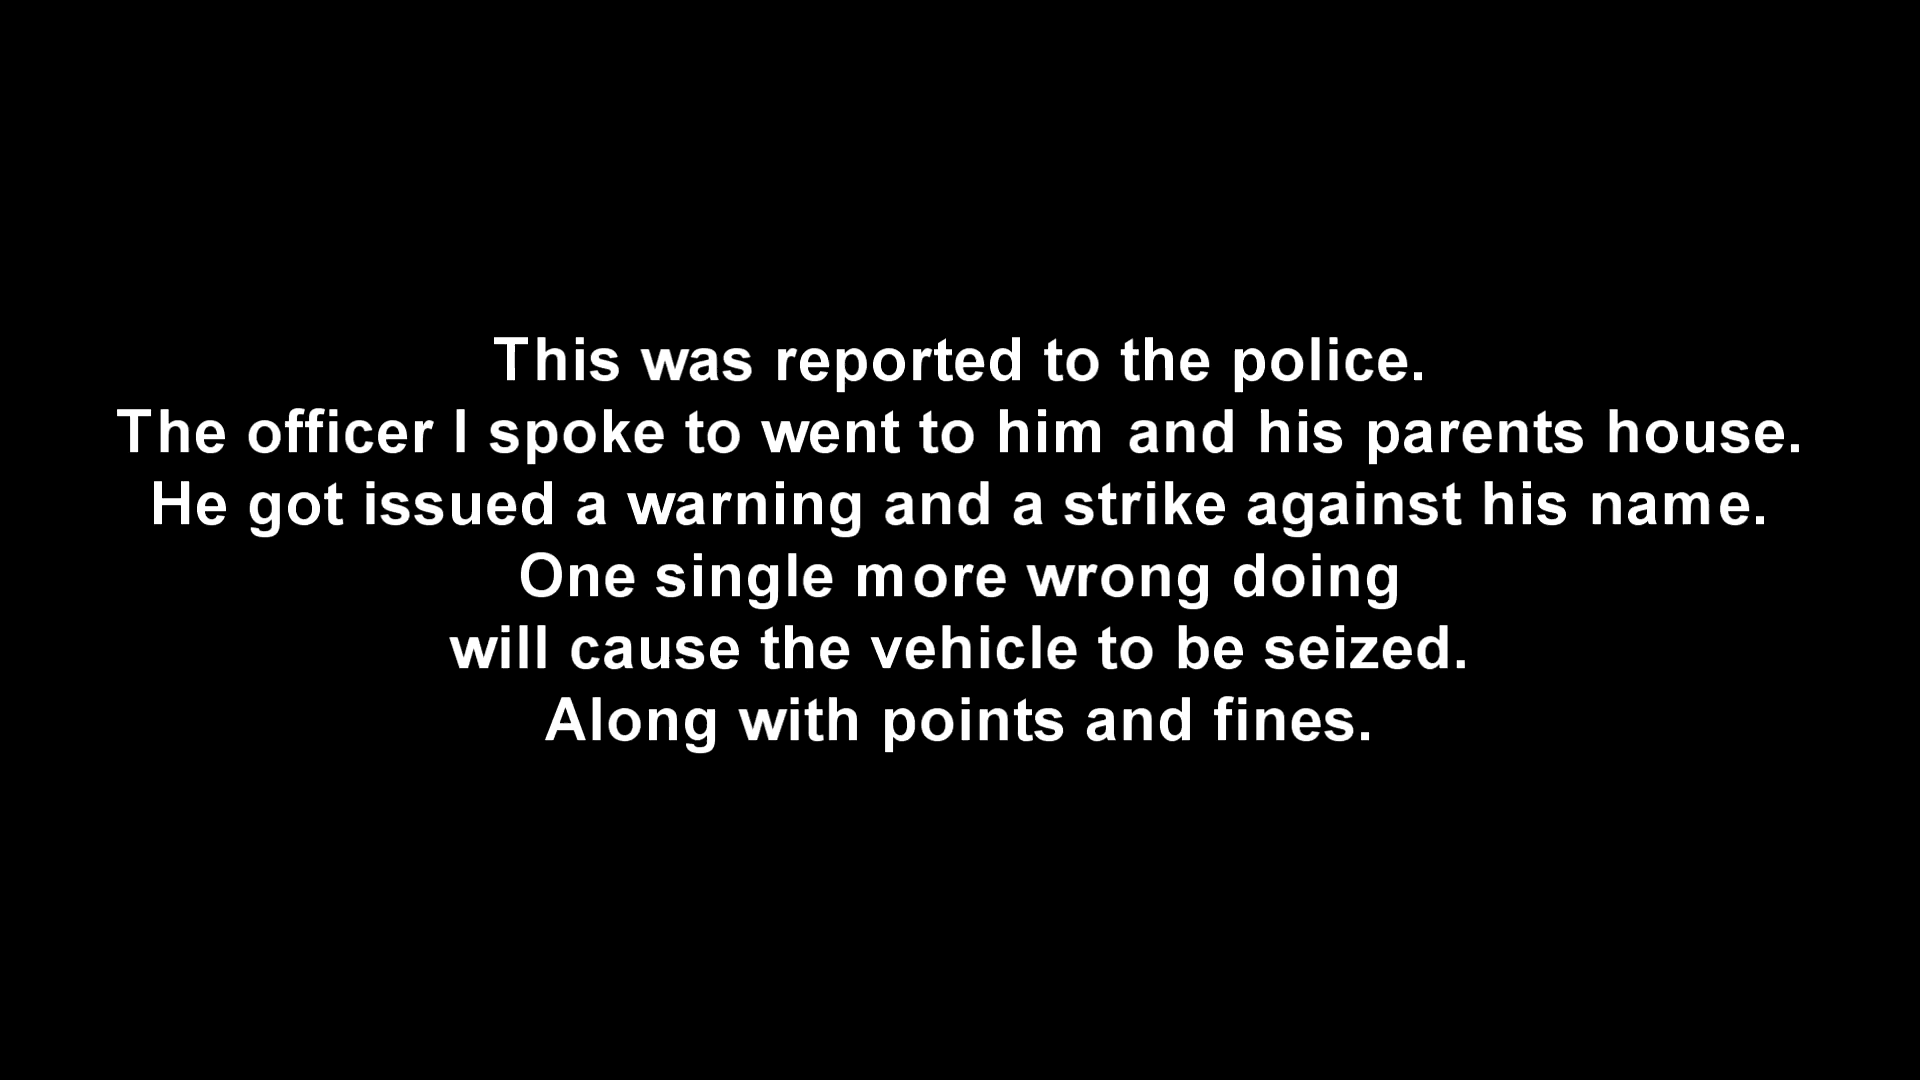 This was reported to the police.
The officer I spoke to went to him and his parents house.
He got issued a warning and a strike against his name.
One single more wrong doing
will cause the vehicle to be seized.
Along with points and fines.